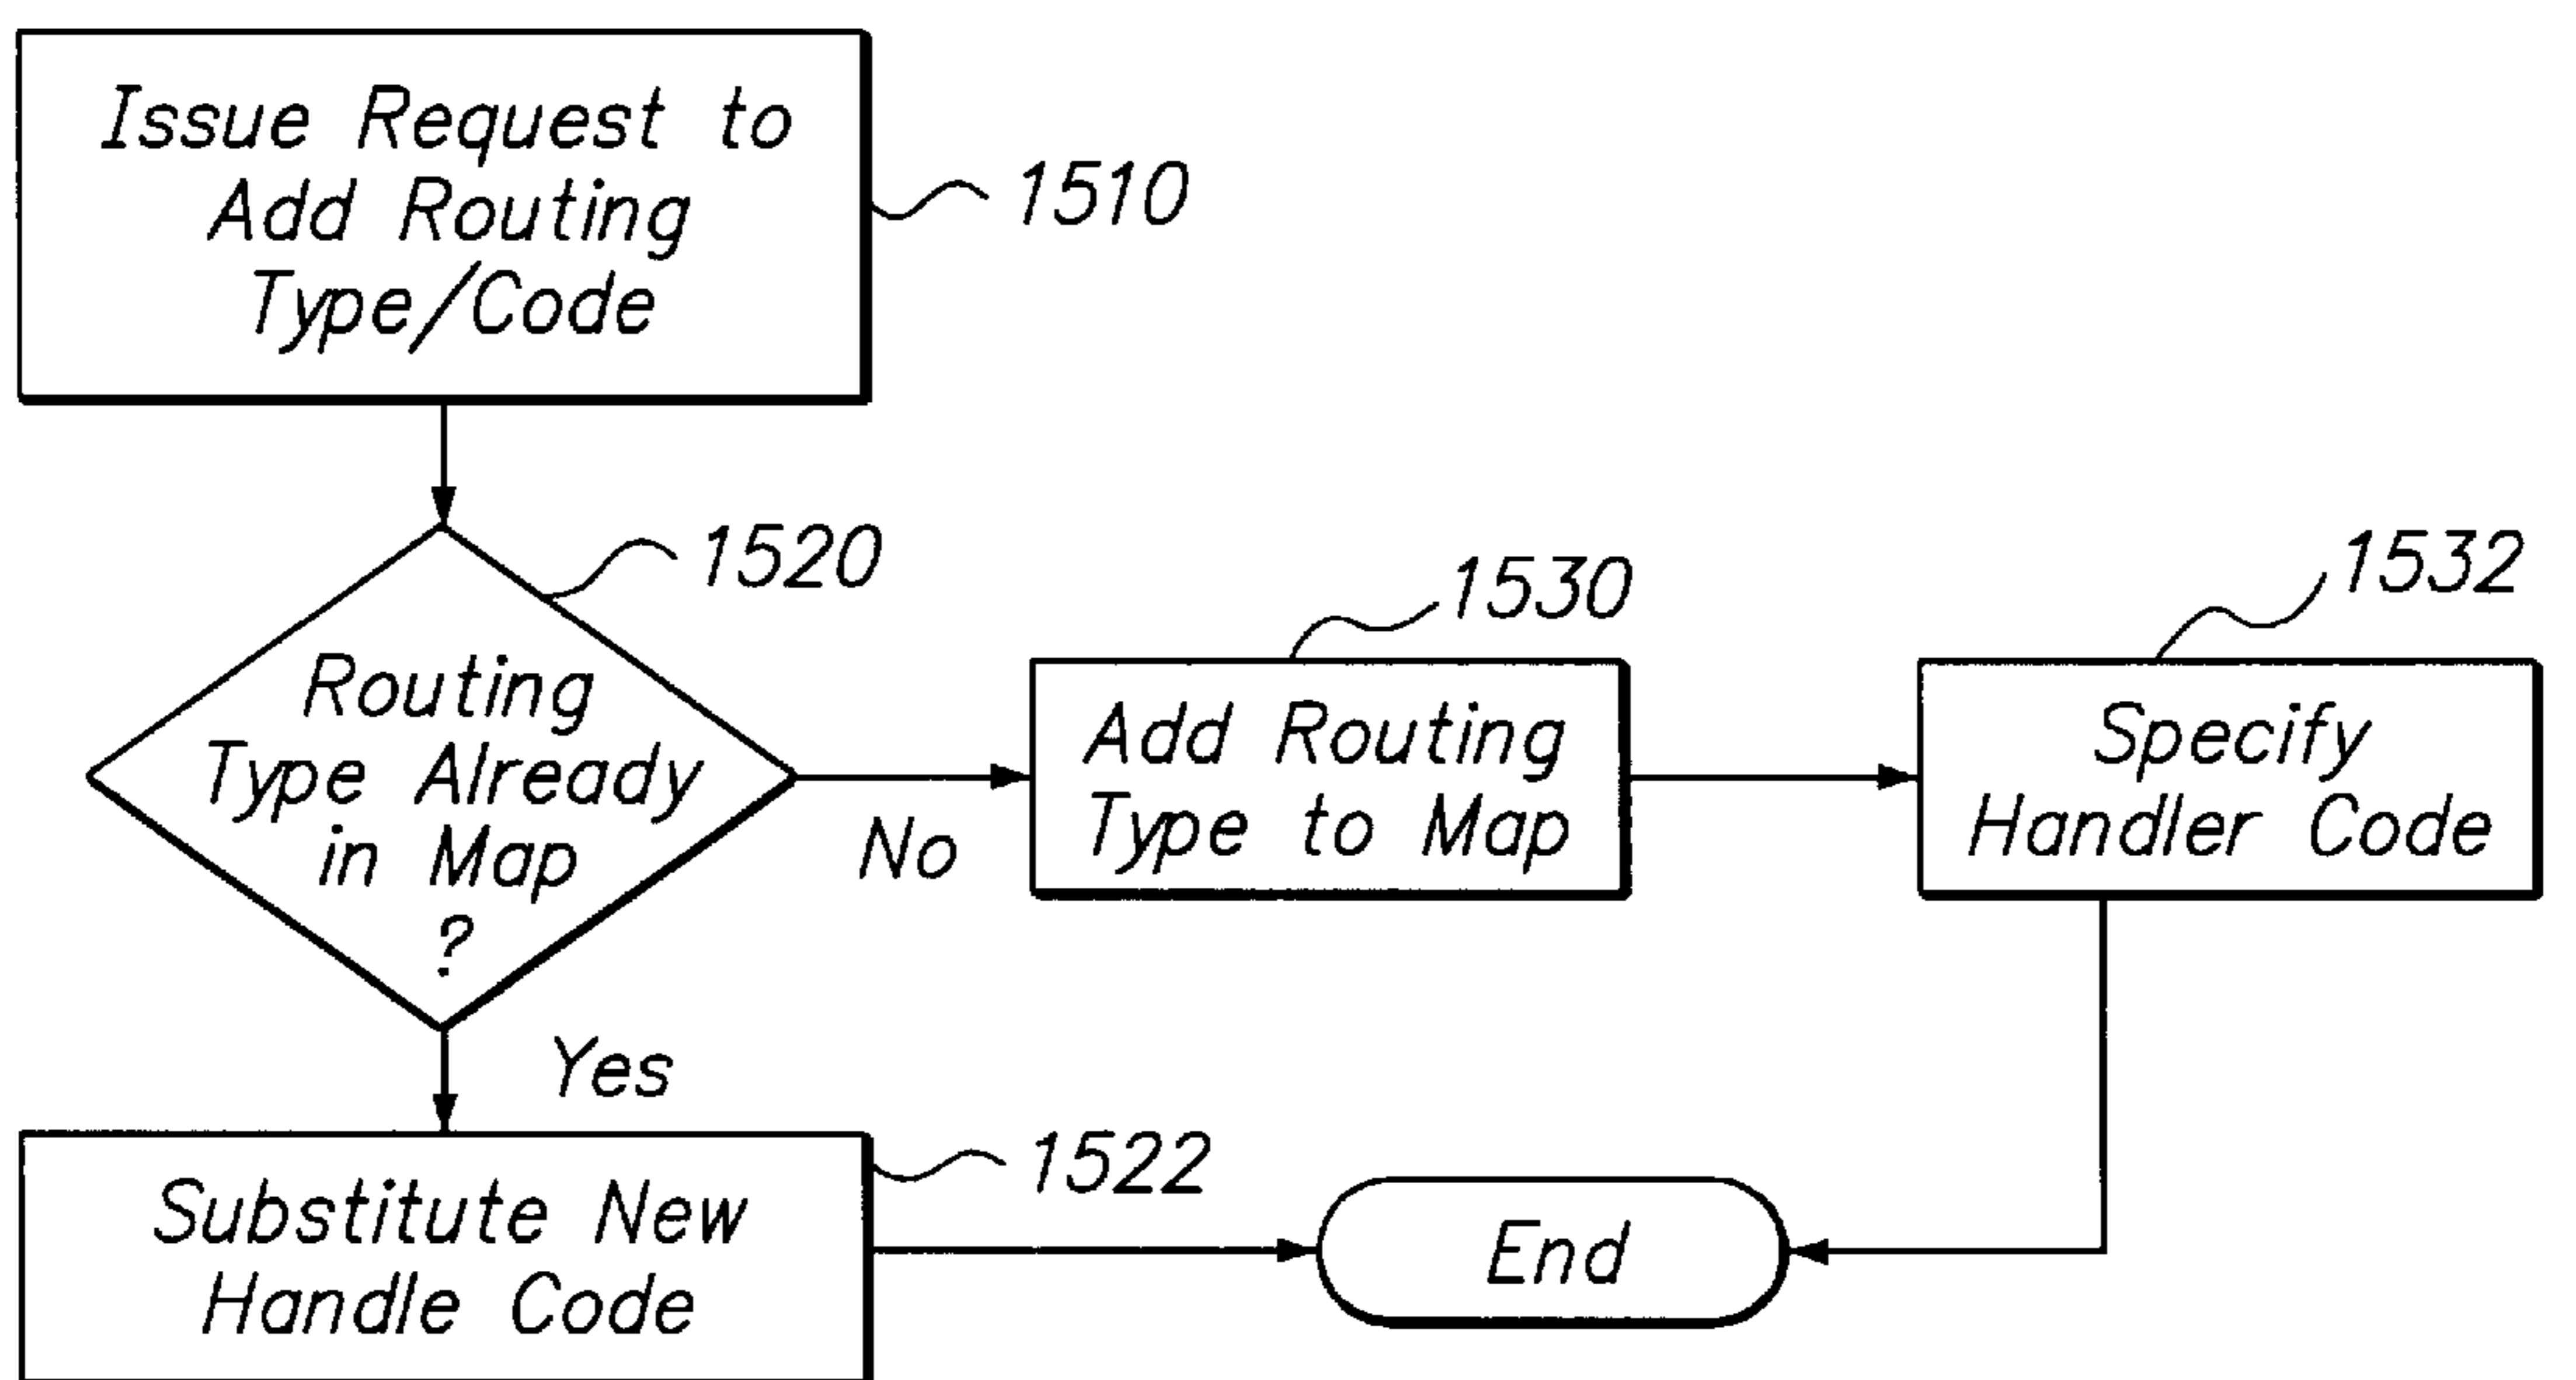 Issue Request to
Add Routing
Type/Code
1510
1520
Routing
Type Already
in Map
?
No
Yes
1530
Add Routing
Type to Map
1532
Specify
Handler Code
1522
Substitute New
Handle Code
End